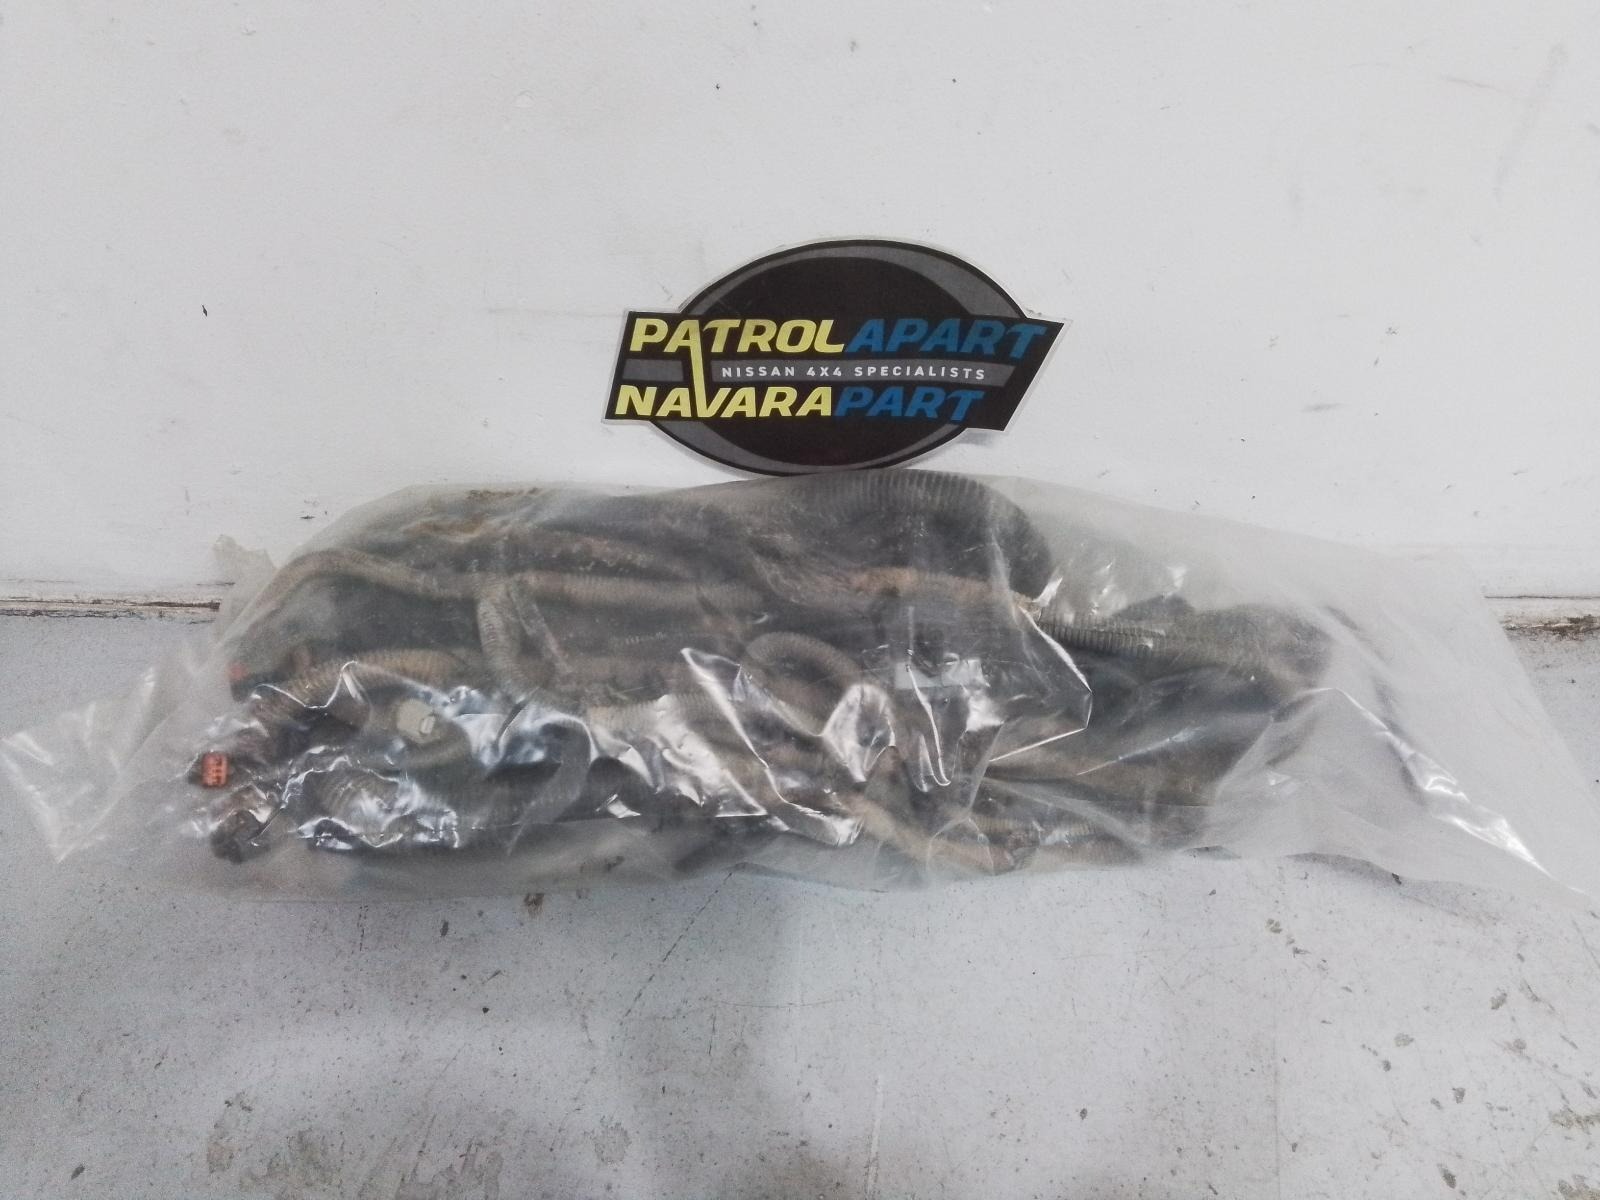 PATROLAPART
NISSAN 4X4 SPECIALISTS
NAVARAPART